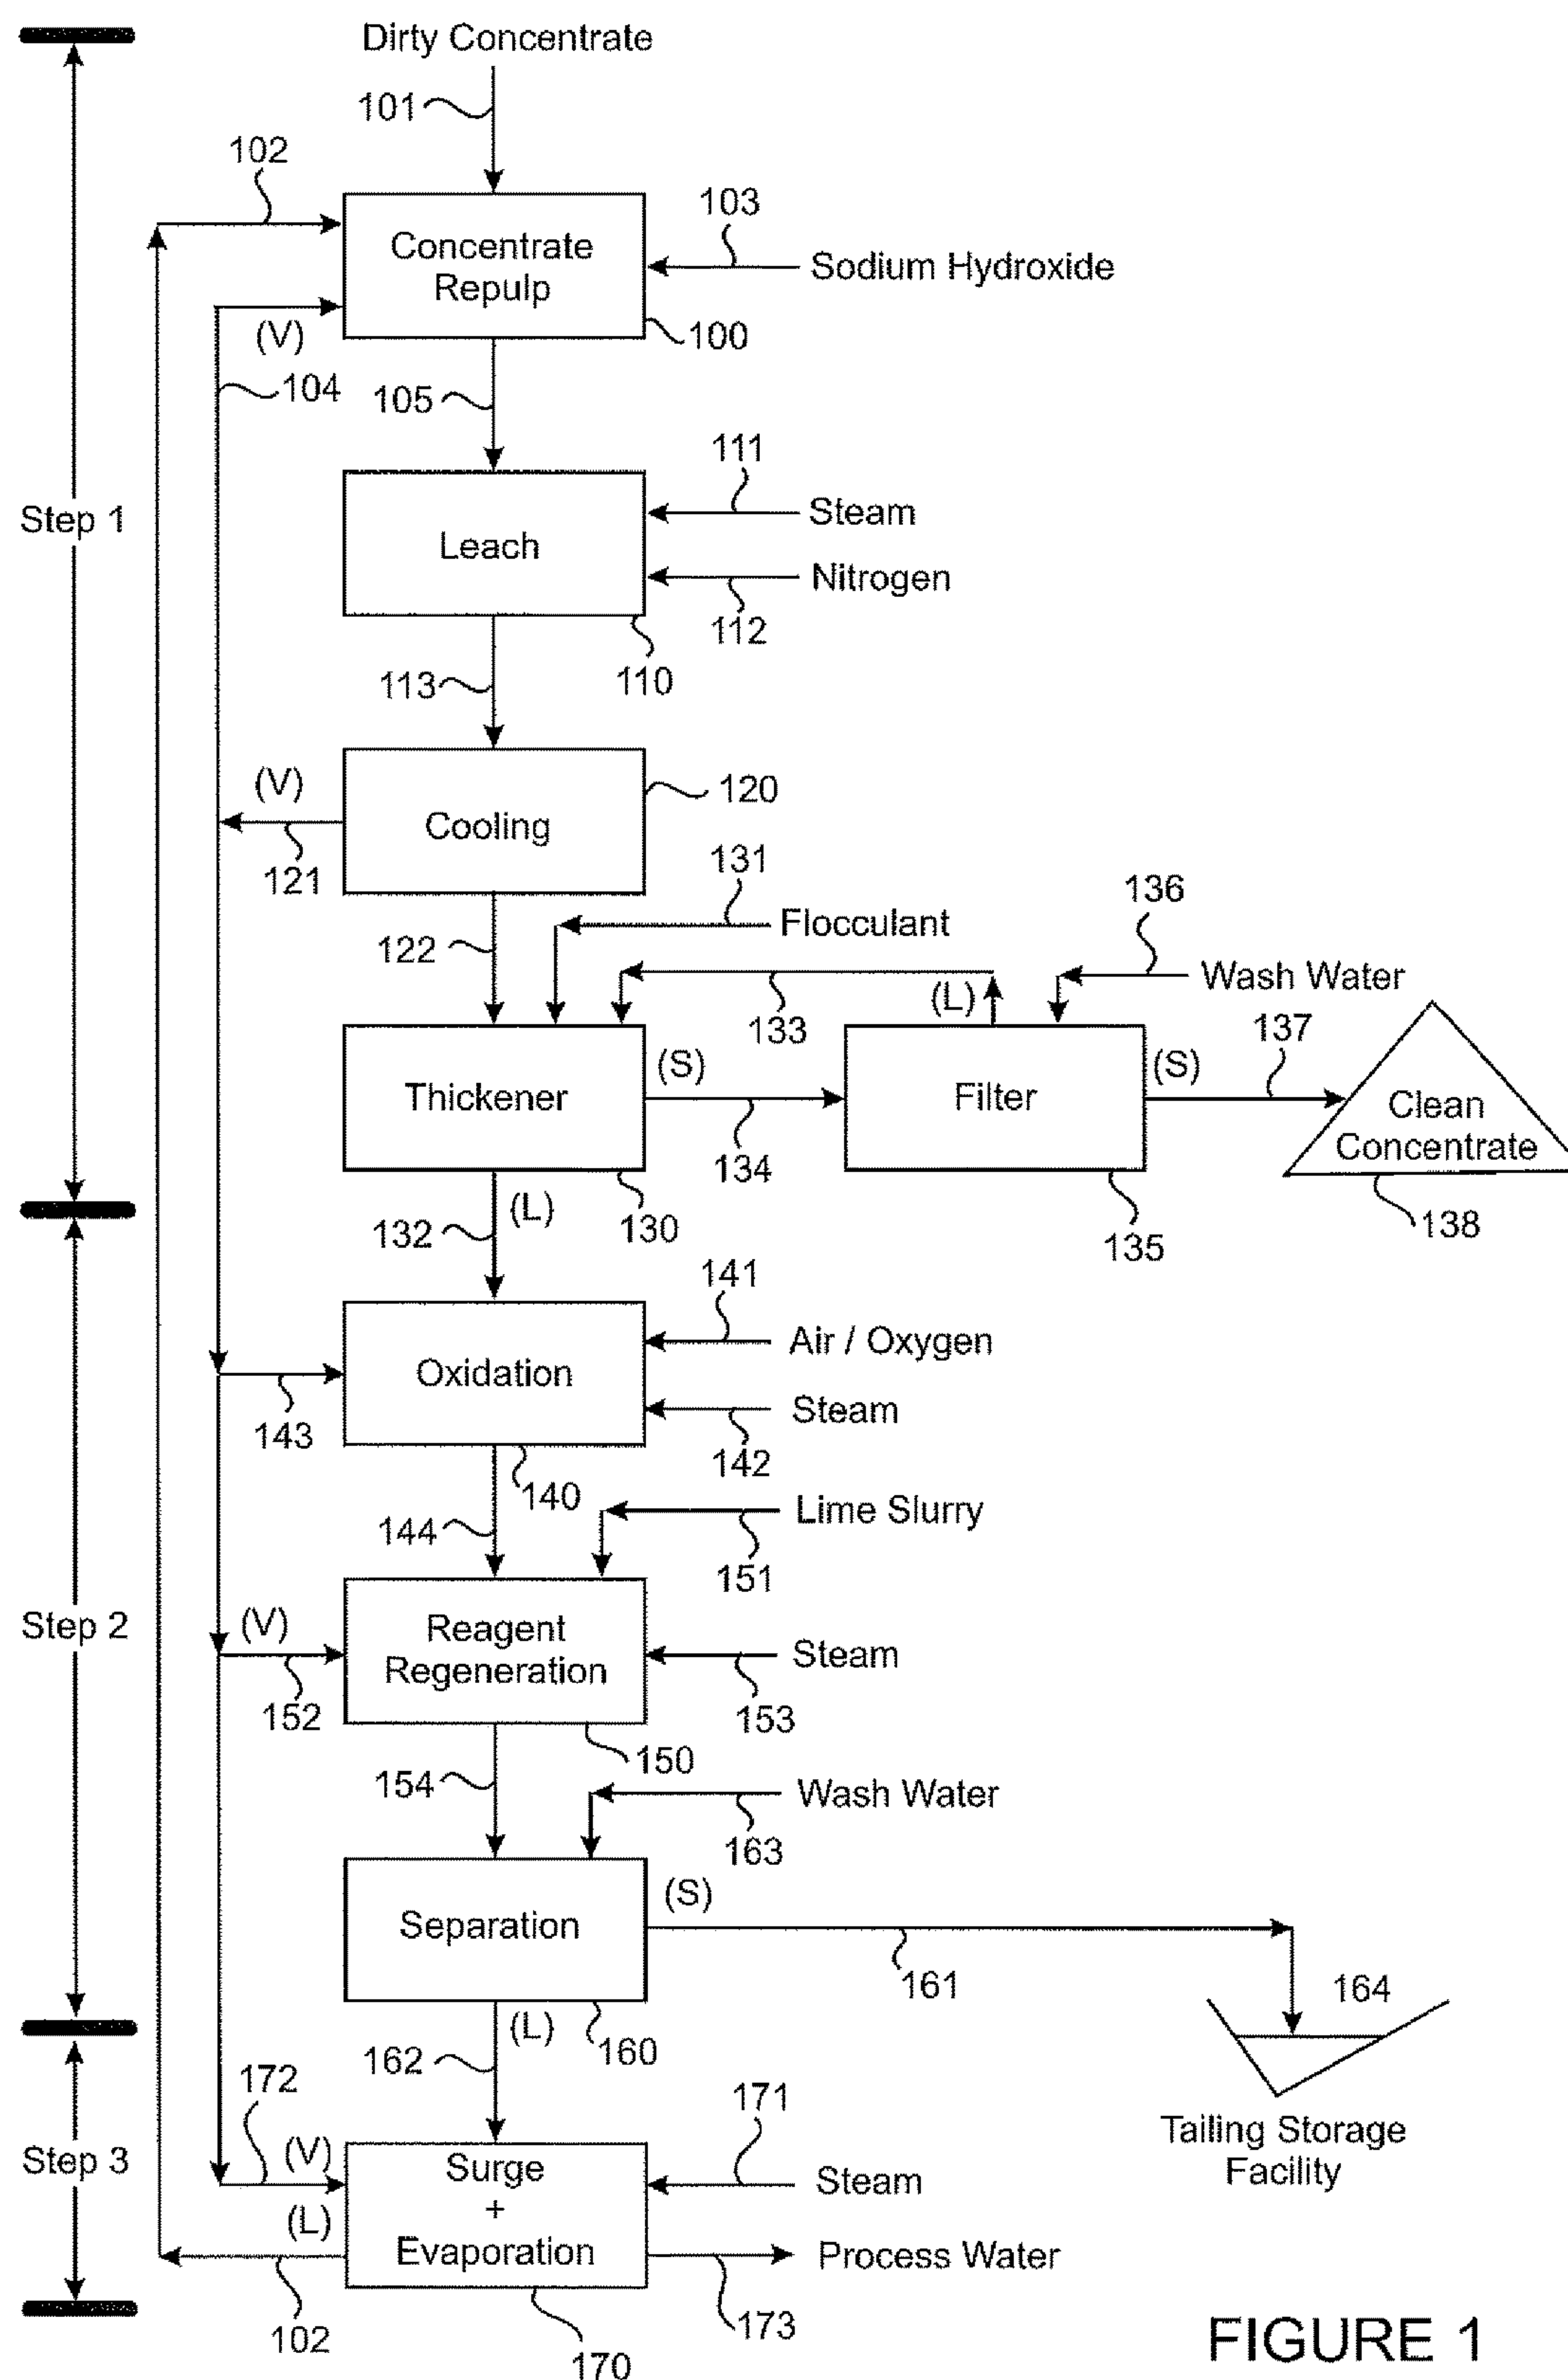 Dirty Concentrate
101
102
103
Concentrate
Repulp
Sodium Hydroxide
(V)
100
104
105
111
Steam
Step 1
Leach
Nitrogen
112
113
110
(V)
120
Cooling
121
131
136
Flocculant
122
(L)
Wash Water
133
137
(S)
(S)
Thickener
Filter
Clean
Concentrate
134
(L)
132
130
135
138
141
Air / Oxygen
Oxidation
Steam
143
142
140
Lime Slurry
144
151
Step 2
(V)
Reagent
Regeneration
Steam
152
153
150
154
Wash Water
163
(S)
Separation
161
164
(L)
160
162
172
171
Tailing Storage
Facility
Step 3
(V)
Surge
+
Evaporation
Steam
(L)
Process Water
102
173
170
FIGURE 1